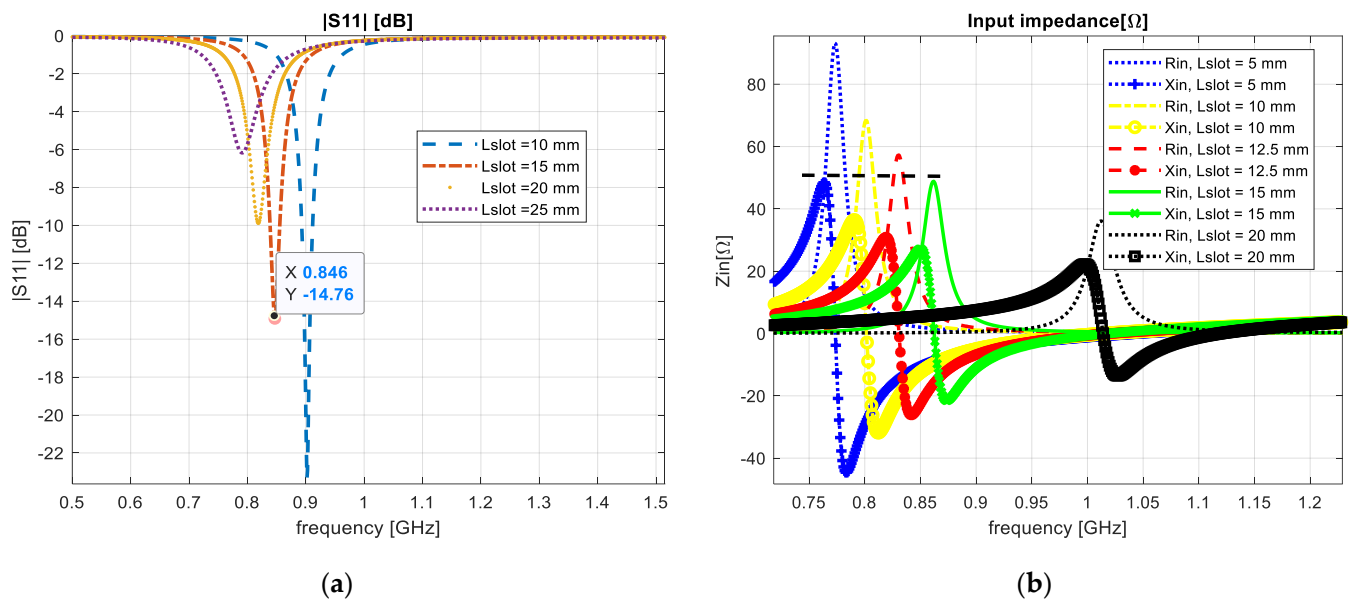 |S11| [dB]
0
-2
-4
-6
-8
-10
-12
-14
-16
-18
-20
-22
|S11| [dB]
Lslot =10 mm
Lslot =15 mm
Lslot =20 mm
Lslot =25 mm
X 0.846
Y -14.76
0.5 0.6 0.7 0.8 0.9 1 1.1 1.2 1.3 1.4 1.5
frequency [GHz]
(a)
Input impedance[Ω]
80
60
40
20
0
-20
-40
Zin[Ω]
Rin, Lslot = 5 mm
Xin, Lslot = 5 mm
Rin, Lslot = 10 mm
Xin, Lslot = 10 mm
Rin, Lslot = 12.5 mm
Xin, Lslot = 12.5 mm
Rin, Lslot = 15 mm
Xin, Lslot = 15 mm
Rin, Lslot = 20 mm
Xin, Lslot = 20 mm
0.75 0.8 0.85 0.9 0.95 1 1.05 1.1 1.15 1.2
frequency [GHz]
(b)